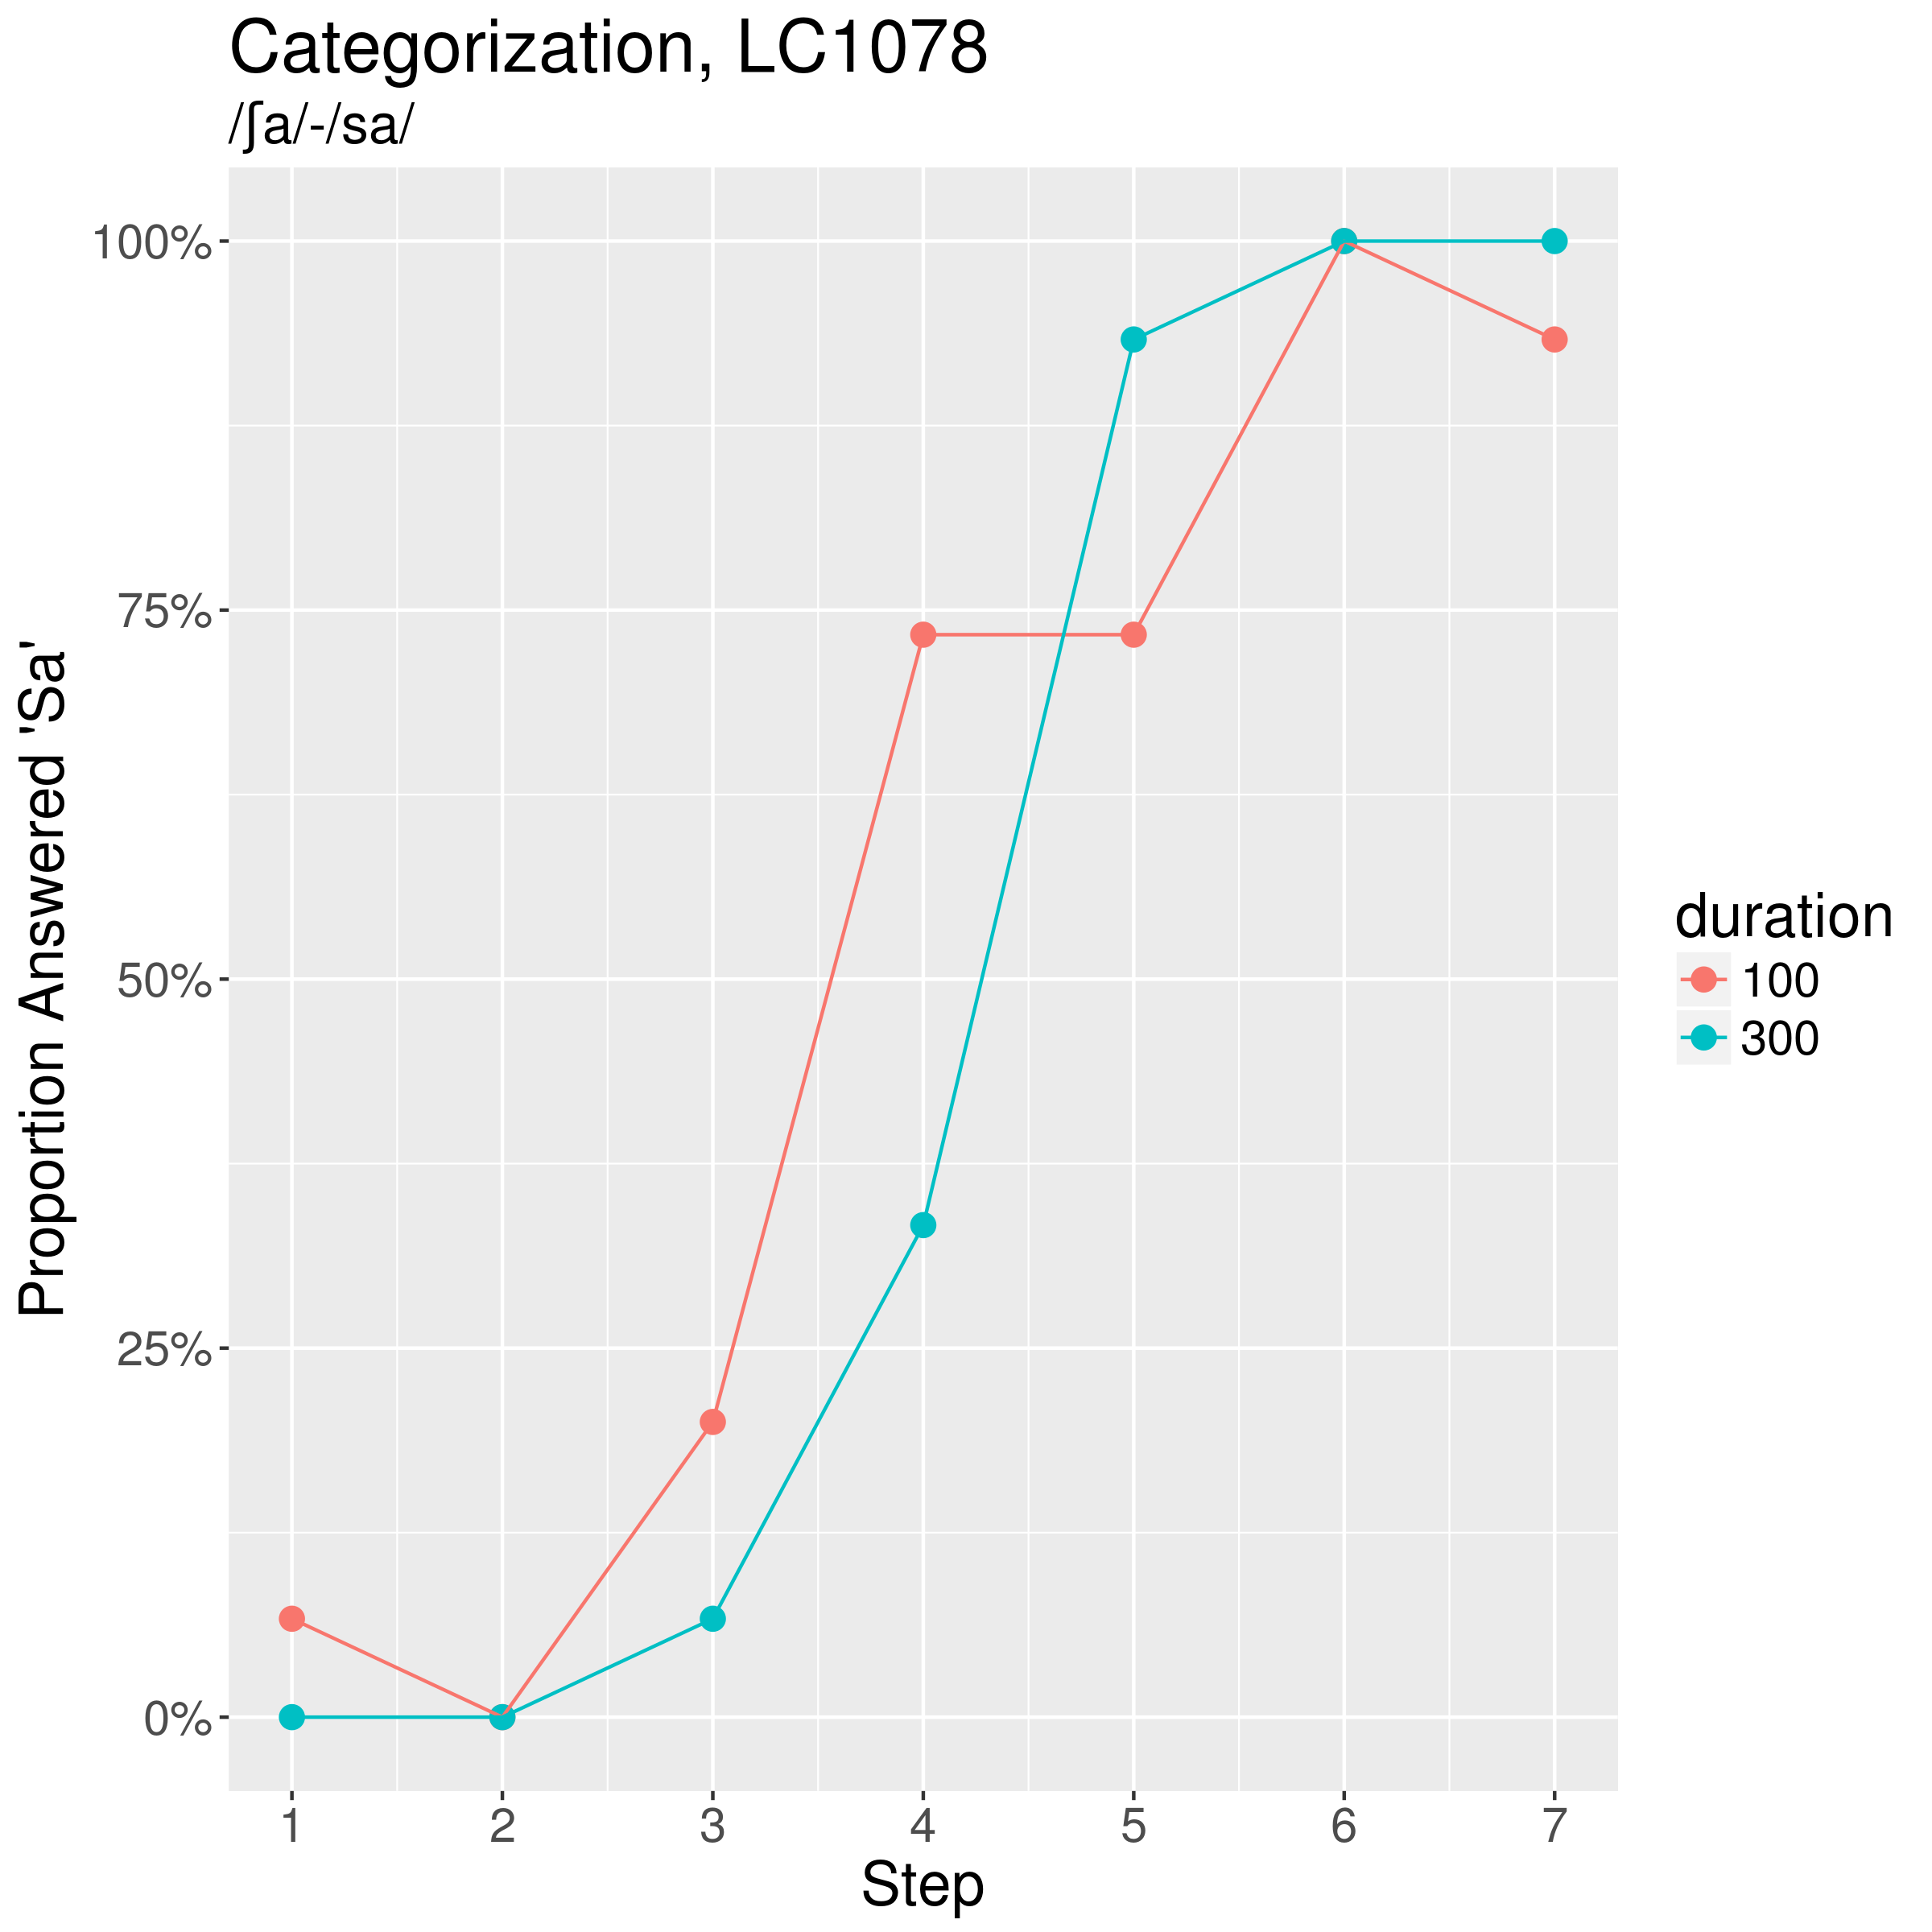 Categorization, LC1078
/ʃa/-/sa/
Proportion Answered 'Sa'
100%
75%
50%
25%
0%
1 2 3 4 5 6 7
Step
duration
100
300